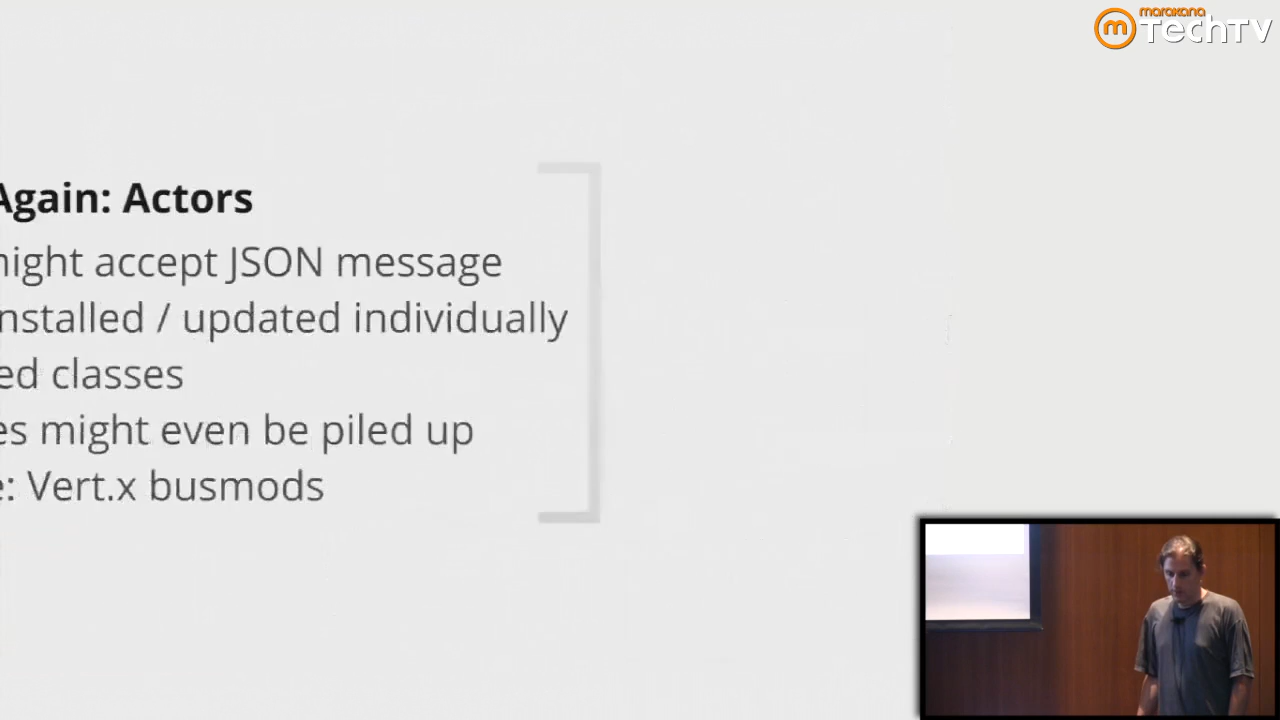 marakana
TechTV
Again: Actors
might accept JSON message
nstalled / updated individually
ed classes
es might even be piled up
e: Vert.x busmods